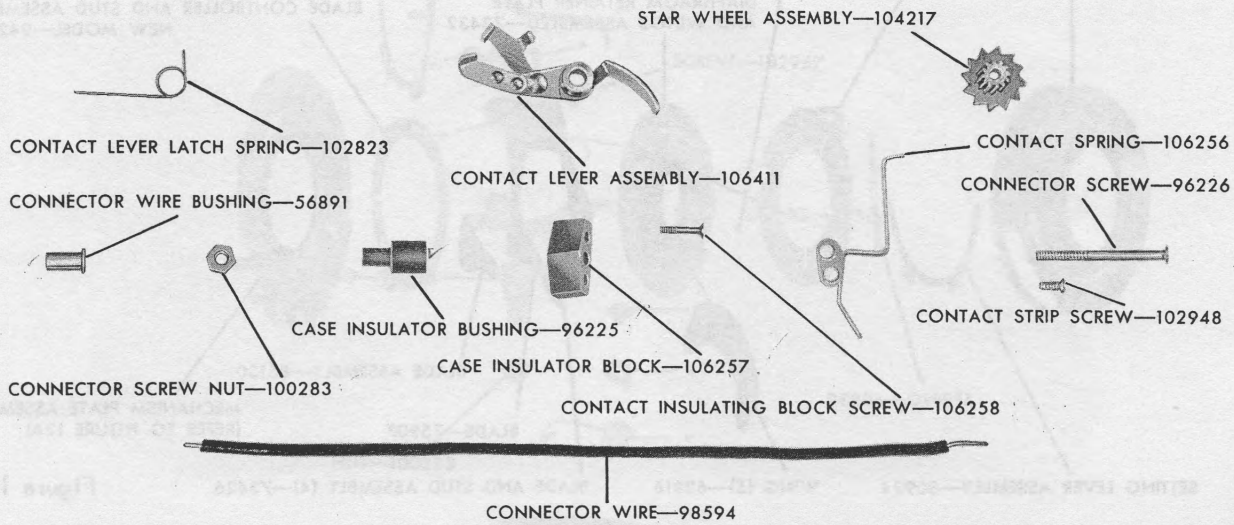 STAR WHEEL ASSEMBLY—104217
CONTACT LEVER LATCH SPRING—102823
CONTACT SPRING—106256
CONTACT LEVER ASSEMBLY—106411
CONNECTOR SCREW—96226
CONNECTOR WIRE BUSHING—56891
CONTACT STRIP SCREW—102948
CASE INSULATOR BUSHING—96225
CASE INSULATOR BLOCK—106257
CONNECTOR SCREW NUT—100283
CONTACT INSULATING BLOCK SCREW—106258
CONNECTOR WIRE—98594